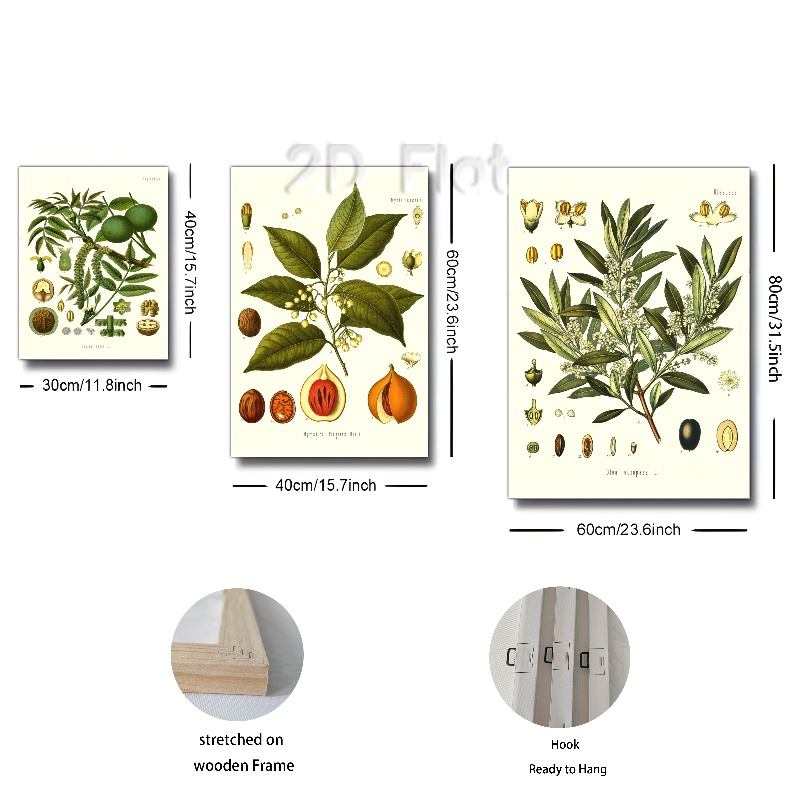 2D Flat
40cm/15.7inch
30cm/11.8inch
60cm/23.6inch
40cm/15.7inch
80cm/31.5inch
60cm/23.6inch
stretched on
wooden Frame
Hook
Ready to Hang